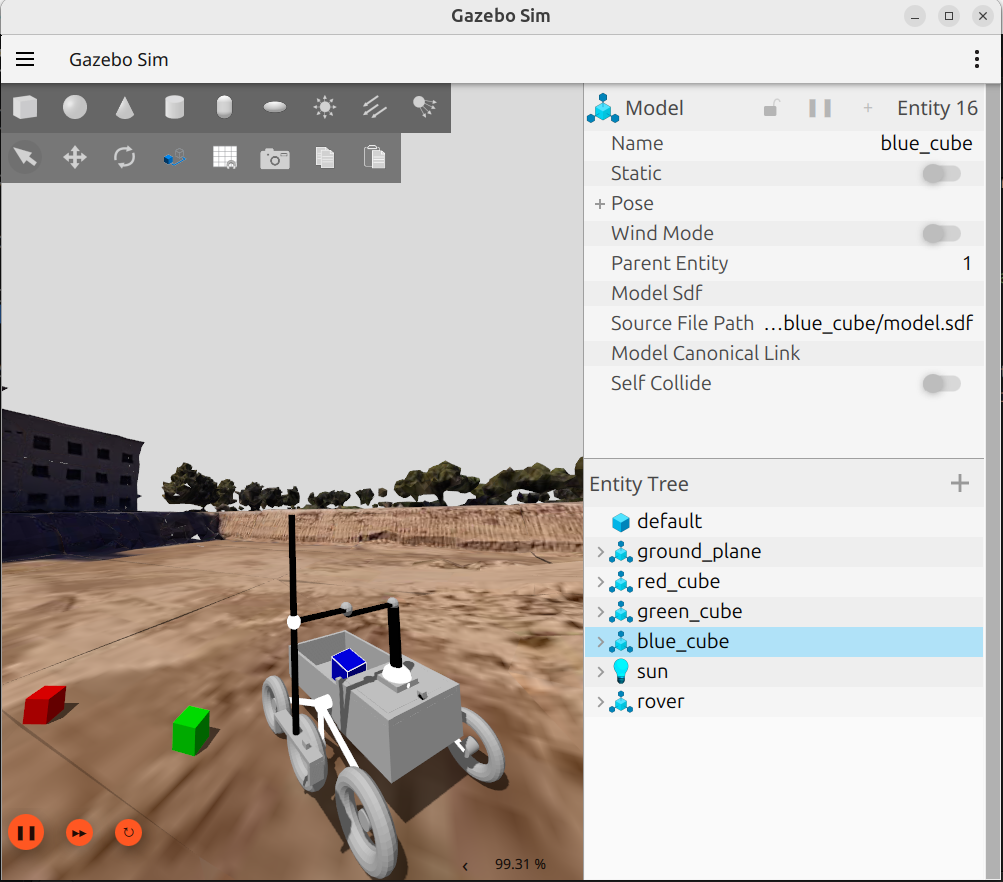 Gazebo Sim
Gazebo Sim
Model Entity 16
Name blue_cube
Static
+ Pose
Wind Mode
Parent Entity 1
Model Sdf
Source File Path …blue_cube/model.sdf
Model Canonical Link
Self Collide
Entity Tree
default
ground_plane
red_cube
green_cube
blue_cube
sun
rover
99.31 %